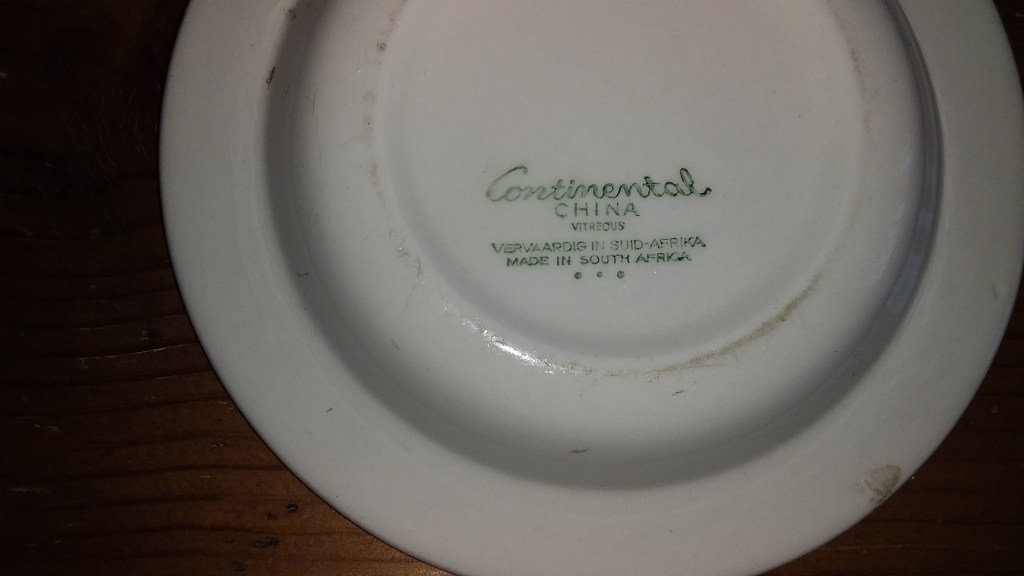 Continental
CHINA
VITREOUS
VERVAARDIG IN SUID-AFRIKA
MADE IN SOUTH AFRICA